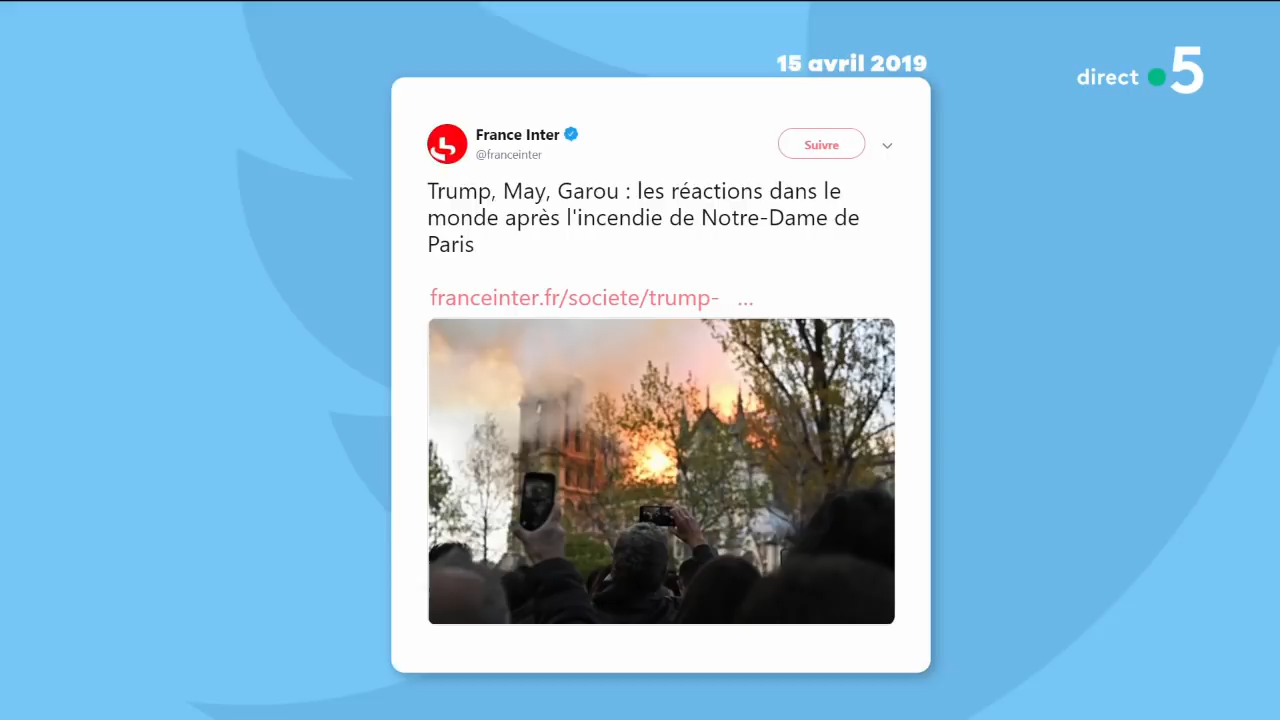 15 avril 2019
direct 5
France Inter
@franceinter
Suivre
Trump, May, Garou : les réactions dans le
monde après l'incendie de Notre-Dame de
Paris
franceinter.fr/societe/trump- ...